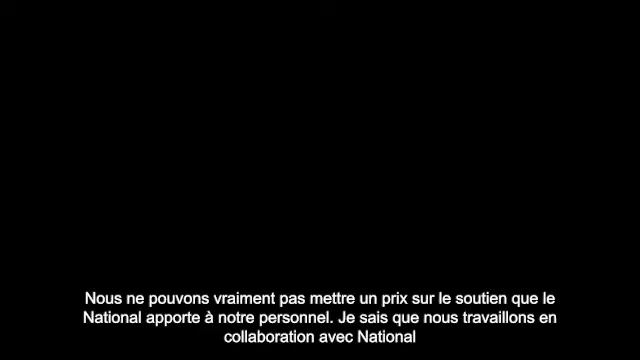 Nous ne pouvons vraiment pas mettre un prix sur le soutien que le
National apporte à notre personnel. Je sais que nous travaillons en
collaboration avec National